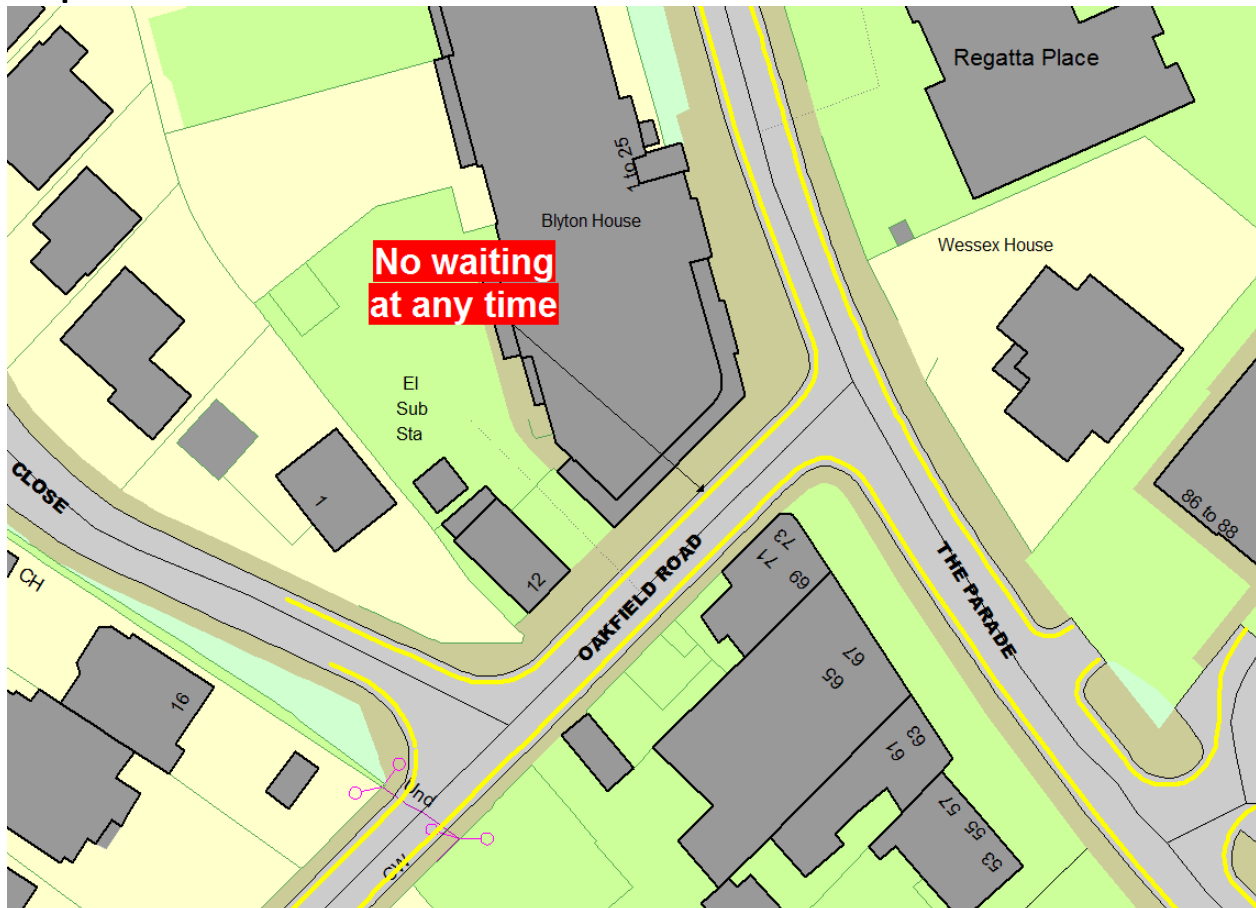 Regatta Place
1 to 25
Blyton House
Wessex House
No waiting
at any time
El
Sub
Sta
CLOSE
1
86 to 88
CH
12
OAKFIELD ROAD
73
71
69
THE PARADE
67
65
16
63
61
Und
57
55
53
CW